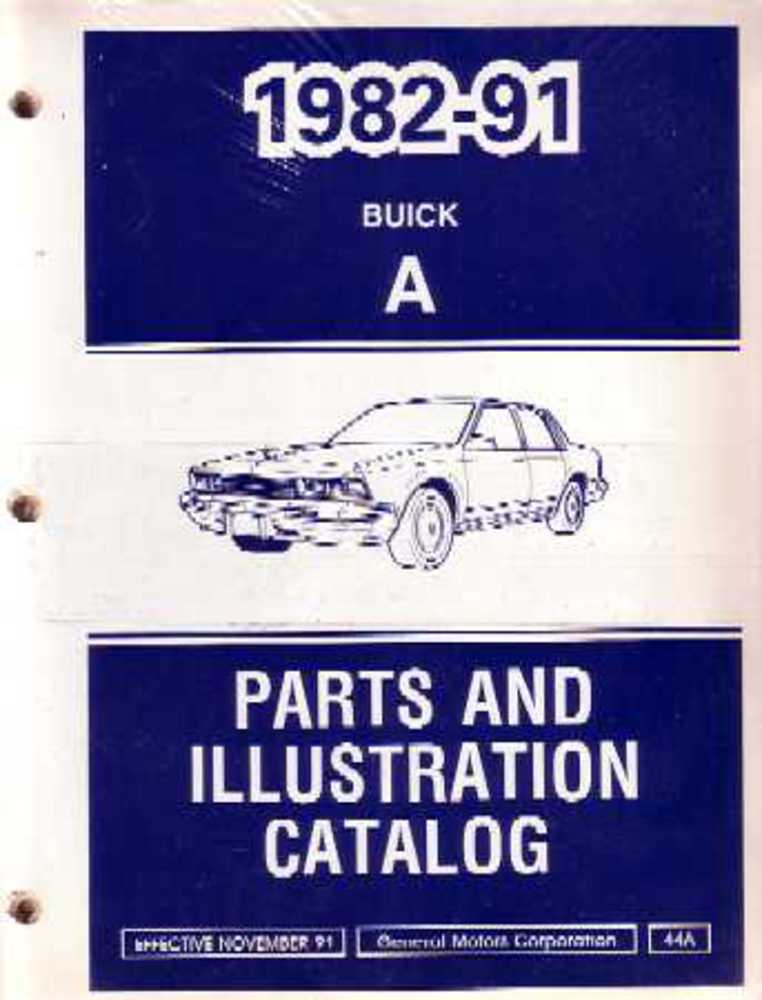 1982-91
BUICK
A
PARTS AND
ILLUSTRATION
CATALOG
EFFECTIVE NOVEMBER 91
General Motors Corporation
44A